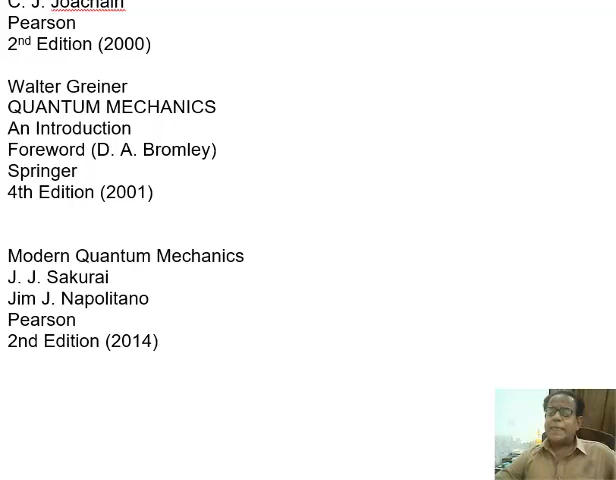 C. J. Joachain
Pearson
2nd Edition (2000)
Walter Greiner
QUANTUM MECHANICS
An Introduction
Foreword (D. A. Bromley)
Springer
4th Edition (2001)
Modern Quantum Mechanics
J. J. Sakurai
Jim J. Napolitano
Pearson
2nd Edition (2014)